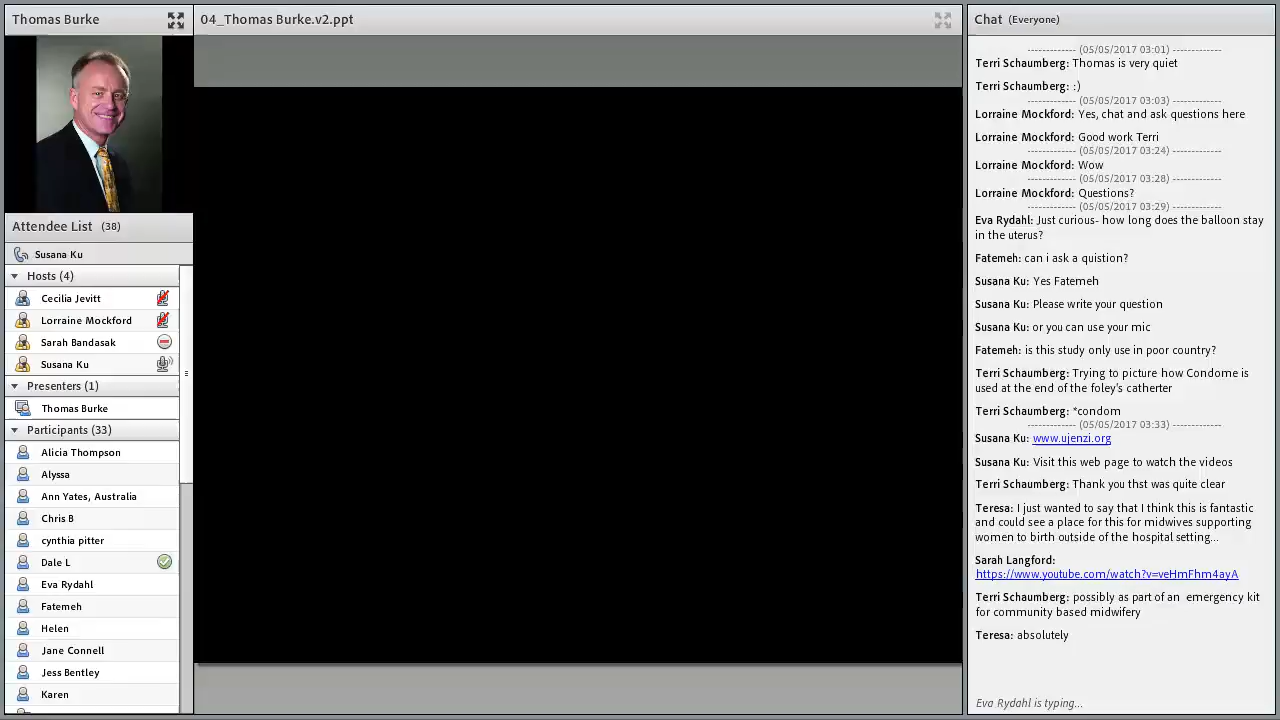 Thomas Burke
04_Thomas Burke.v2.ppt
Chat (Everyone)
Attendee List (38)
Susana Ku
Hosts (4)
Cecilia Jevitt
Lorraine Mockford
Sarah Bandasak
Susana Ku
Presenters (1)
Thomas Burke
Participants (33)
Alicia Thompson
Alyssa
Ann Yates, Australia
Chris B
cynthia pitter
Dale L
Eva Rydahl
Fatemeh
Helen
Jane Connell
Jess Bentley
Karen
------------- (05/05/2017 03:01) -------------
Terri Schaumberg: Thomas is very quiet
Terri Schaumberg: :)
------------- (05/05/2017 03:03) -------------
Lorraine Mockford: Yes, chat and ask questions here
Lorraine Mockford: Good work Terri
------------- (05/05/2017 03:24) -------------
Lorraine Mockford: Wow
------------- (05/05/2017 03:28) -------------
Lorraine Mockford: Questions?
------------- (05/05/2017 03:29) -------------
Eva Rydahl: Just curious- how long does the balloon stay
in the uterus?
Fatemeh: can i ask a quistion?
Susana Ku: Yes Fatemeh
Susana Ku: Please write your question
Susana Ku: or you can use your mic
Fatemeh: is this study only use in poor country?
Terri Schaumberg: Trying to picture how Condome is
used at the end of the foley's catherter
Terri Schaumberg: *condom
------------- (05/05/2017 03:33) -------------
Susana Ku: www.ujenzi.org
Susana Ku: Visit this web page to watch the videos
Terri Schaumberg: Thank you thst was quite clear
Teresa: I just wanted to say that I think this is fantastic
and could see a place for this for midwives supporting
women to birth outside of the hospital setting...
Sarah Langford:
https://www.youtube.com/watch?v=veHmFhm4ayA
Terri Schaumberg: possibly as part of an  emergency kit
for community based midwifery
Teresa: absolutely
Eva Rydahl is typing...